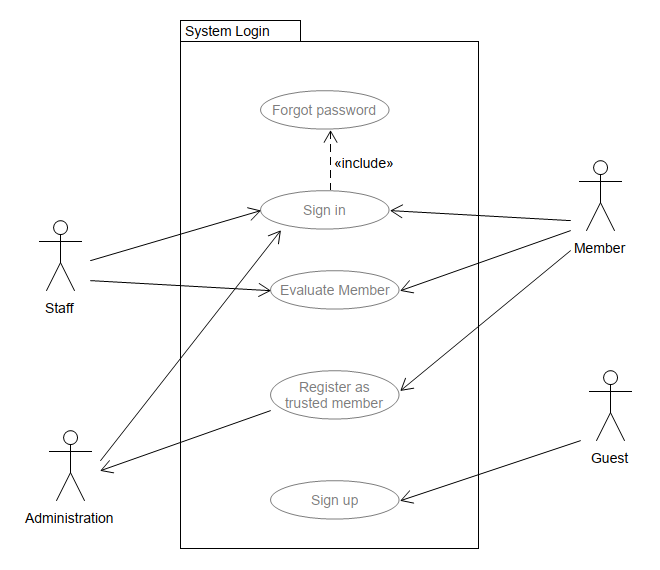 System Login
Forgot password
«include»
Sign in
Member
Staff
Evaluate Member
Register as
trusted member
Guest
Sign up
Administration